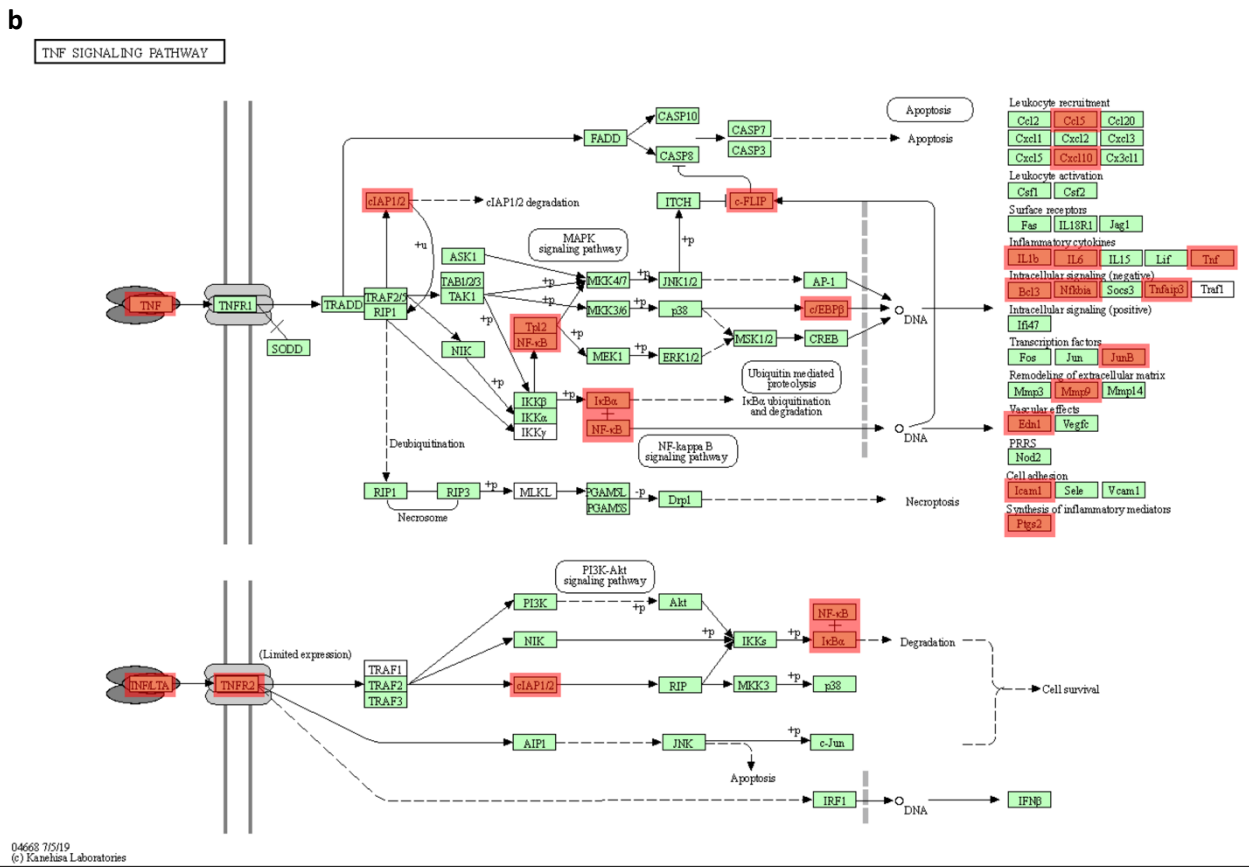 b
TNF SIGNALING PATHWAY
Apoptosis
Leukocyte recruitment
Ccl2 Ccl5 Ccl20
Cxcl1 Cxcl2 Cxcl3
Cxcl5 Cxcl10 Cx3cl1
Leukocyte activation
Csf1 Csf2
Surface receptors
Fas IL18R1 Jag1
Inflammatory cytokines
IL1b IL6 IL15 Lif Tnf
Intracellular signaling (negative)
Bcl3 Nfkbia Socs3 Tnfaip3 Traf1
Intracellular signaling (positive)
Ifi47
Transcription factors
Fos Jun JunB
Remodeling of extracellular matrix
Mmp3 Mmp9 Mmp14
Vascular effects
Edn1 Vegfc
PRRS
Nod2
Cell adhesion
Icam1 Sele Vcam1
Synthesis of inflammatory mediators
Ptgs2
CASP10
FADD CASP7 Apoptosis
CASP8 CASP3
cIAP1/2 cIAP1/2 degradation ITCH c-FLIP
+u +p
MAPK
signaling pathway
ASK1
TAB1/2/3 MKK4/7 +p JNK1/2 AP-1
TNF TNFR1 TRADD TRAF2/5 +p TAK1 +p
RIP1 MKK3/6 +p p38 c/EBPβ DNA
SODD +p Tpl2 +p
NF-κB MSK1/2 CREB
NIK MEK1 +p ERK1/2
+p
Ubiquitin mediated
proteolysis
IKKβ +p IκBα IκBα ubiquitination
IKKα + and degradation
IKKγ NF-κB DNA
Deubiquitination
NF-kappa B
signaling pathway
RIP1 RIP3 +p MLKL PGAM5L -p Drp1 Necroptosis
PGAM5S
Necrosome
PI3K-Akt
signaling pathway
PI3K +p Akt NF-κB
+
NIK +p IKKs +p IκBα Degradation
(Limited expression)
TRAF1
TNF/LTA TNFR2 TRAF2 cIAP1/2 RIP MKK3 +p p38 Cell survival
TRAF3
AIP1 JNK +p c-Jun
Apoptosis
IRF1 DNA IFNβ
04668 7/5/19
(c) Kanehisa Laboratories